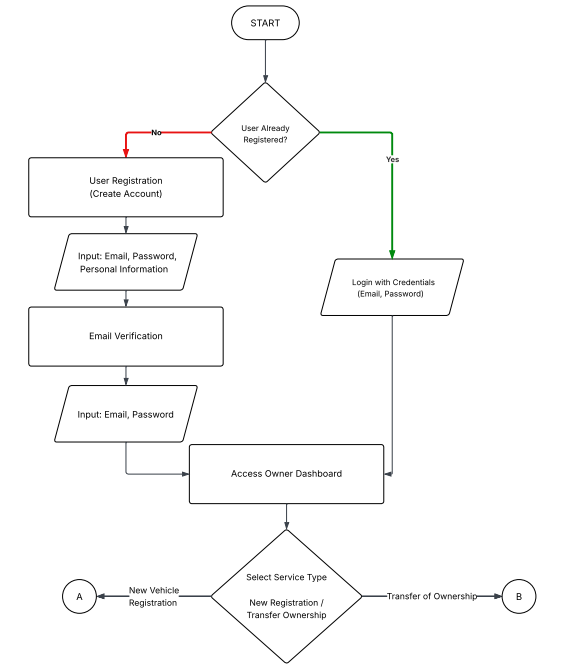 START
User Already
Registered?
No
Yes
User Registration
(Create Account)
Input: Email, Password,
Personal Information
Login with Credentials
(Email, Password)
Email Verification
Input: Email, Password
Access Owner Dashboard
Select Service Type
New Registration /
Transfer Ownership
A
New Vehicle
Registration
Transfer of Ownership
B